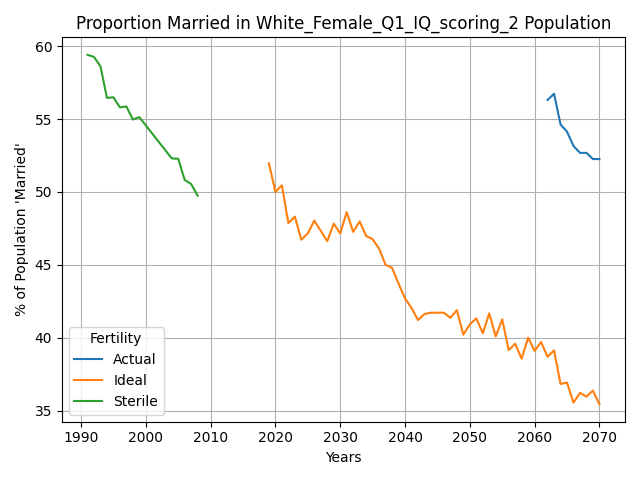 Proportion Married in White_Female_Q1_IQ_scoring_2 Population
% of Population 'Married'
60
55
50
45
40
35
Fertility
Actual
Ideal
Sterile
1990 2000 2010 2020 2030 2040 2050 2060 2070
Years